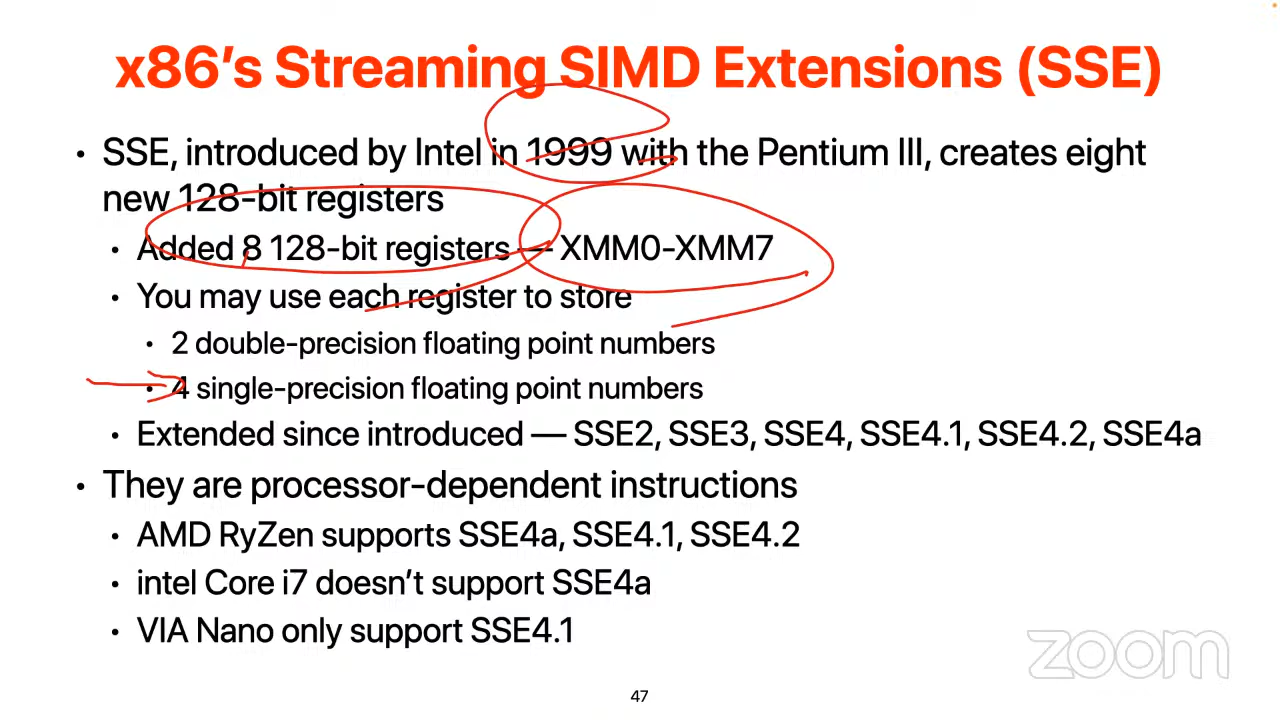 x86’s Streaming SIMD Extensions (SSE)
• SSE, introduced by Intel in 1999 with the Pentium III, creates eight
new 128-bit registers
• Added 8 128-bit registers — XMM0-XMM7
• You may use each register to store
• 2 double-precision floating point numbers
• 4 single-precision floating point numbers
• Extended since introduced — SSE2, SSE3, SSE4, SSE4.1, SSE4.2, SSE4a
• They are processor-dependent instructions
• AMD RyZen supports SSE4a, SSE4.1, SSE4.2
• intel Core i7 doesn’t support SSE4a
• VIA Nano only support SSE4.1
zoom
47